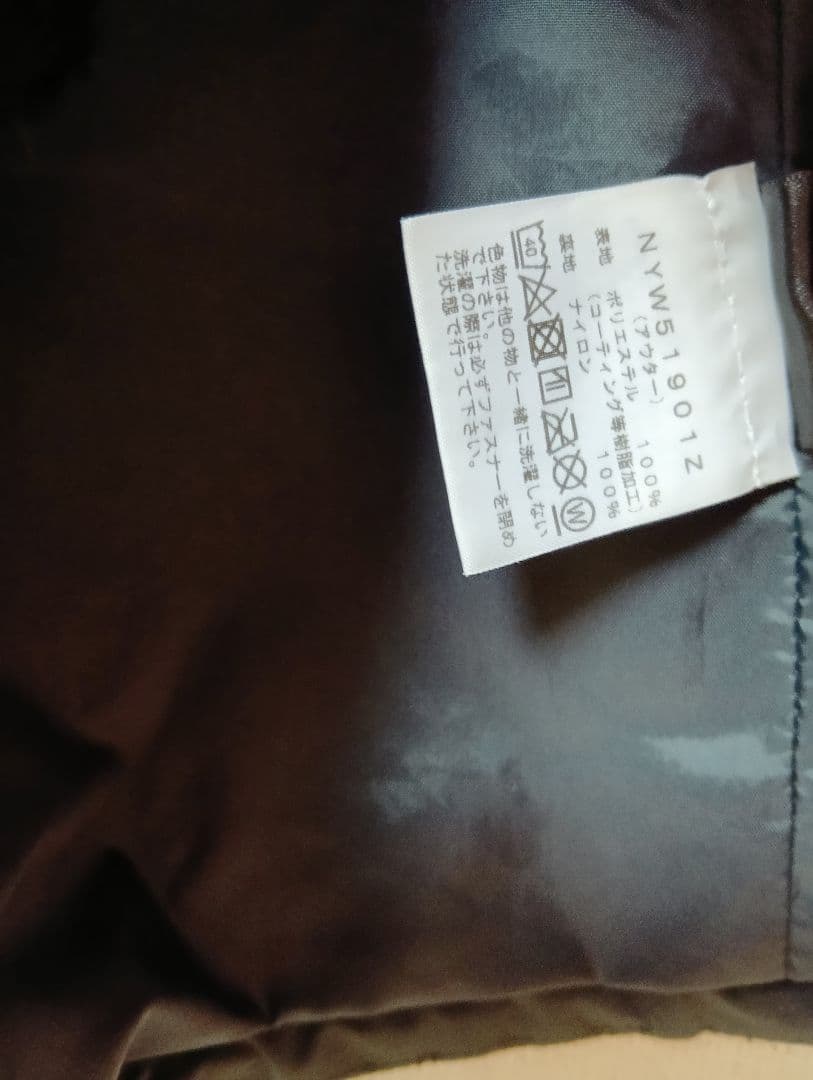 NYW51901Z
(アウター)
表地 ポリエステル 100%
(コーティング等樹脂加工)
裏地 ナイロン 100%
40
W
色物は他の物と一緒に洗濯しない
で下さい。
洗濯の際は必ずファスナーを閉め
た状態で行って下さい。